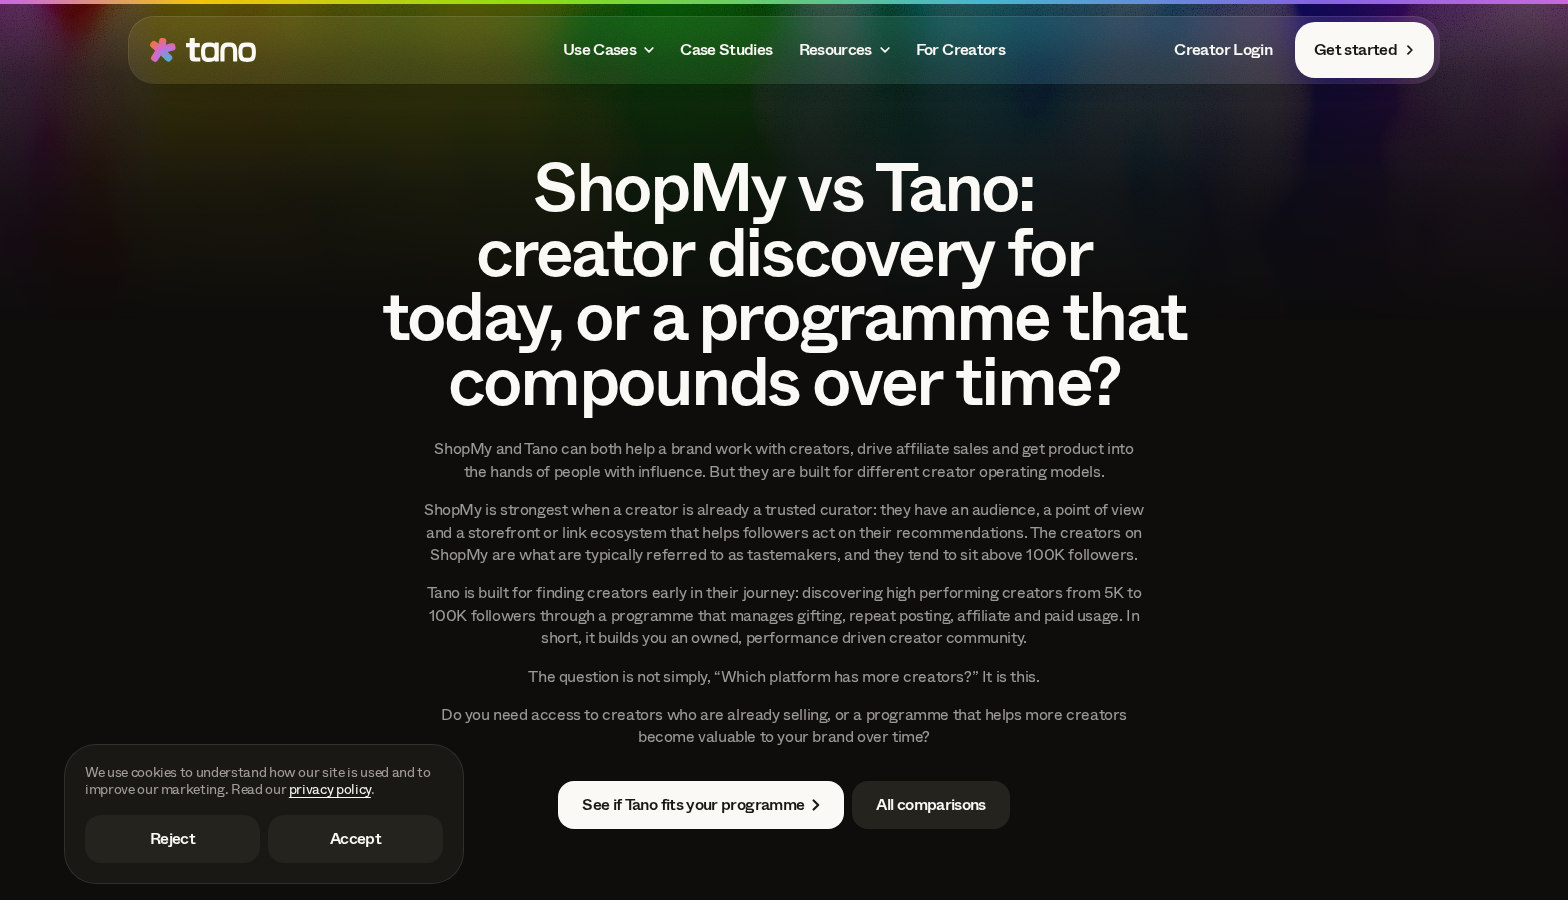 tano
Use Cases
Case Studies
Resources
For Creators
Creator Login
Get started
ShopMy vs Tano:
creator discovery for
today, or a programme that
compounds over time?
ShopMy and Tano can both help a brand work with creators, drive affiliate sales and get product into
the hands of people with influence. But they are built for different creator operating models.
ShopMy is strongest when a creator is already a trusted curator: they have an audience, a point of view
and a storefront or link ecosystem that helps followers act on their recommendations. The creators on
ShopMy are what are typically referred to as tastemakers, and they tend to sit above 100K followers.
Tano is built for finding creators early in their journey: discovering high performing creators from 5K to
100K followers through a programme that manages gifting, repeat posting, affiliate and paid usage. In
short, it builds you an owned, performance driven creator community.
The question is not simply, “Which platform has more creators?” It is this.
Do you need access to creators who are already selling, or a programme that helps more creators
become valuable to your brand over time?
See if Tano fits your programme
All comparisons
We use cookies to understand how our site is used and to
improve our marketing. Read our privacy policy.
Reject
Accept